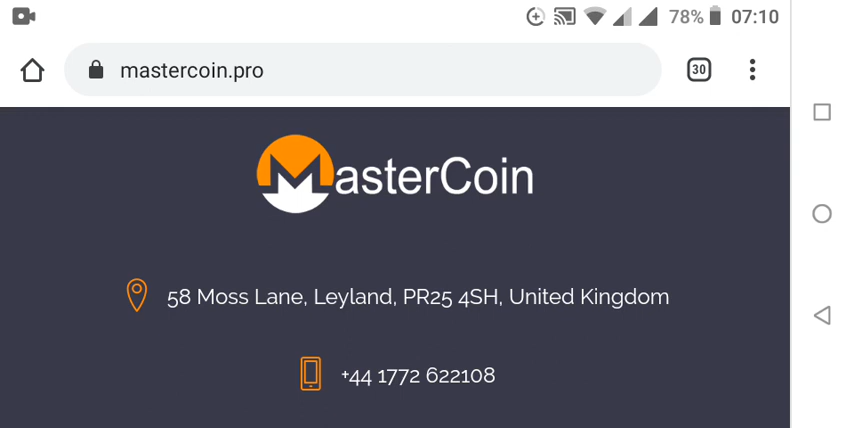 78% 07:10
mastercoin.pro 30
MasterCoin
58 Moss Lane, Leyland, PR25 4SH, United Kingdom
+44 1772 622108